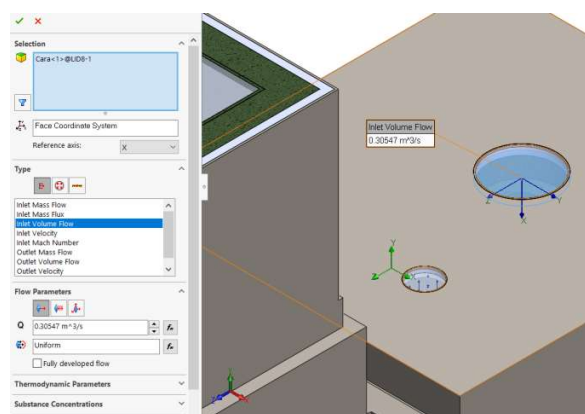 Selection
Cara<1>@LID8-1
Face Coordinate System
Reference axis: X
Type
Inlet Mass Flow
Inlet Mass Flux
Inlet Volume Flow
Inlet Velocity
Inlet Mach Number
Outlet Mass Flow
Outlet Volume Flow
Outlet Velocity
Flow Parameters
Q 0.30547 m^3/s
Uniform
Fully developed flow
Thermodynamic Parameters
Substance Concentrations
Inlet Volume Flow
0.30547 m^3/s
Z X Y
Y
Z